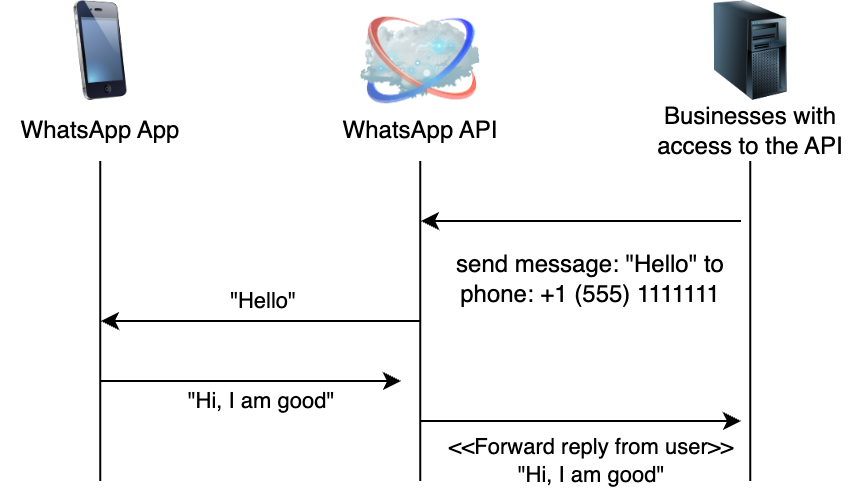 WhatsApp App
WhatsApp API
Businesses with
access to the API
send message: "Hello" to
phone: +1 (555) 1111111
"Hello"
"Hi, I am good"
<<Forward reply from user>>
"Hi, I am good"